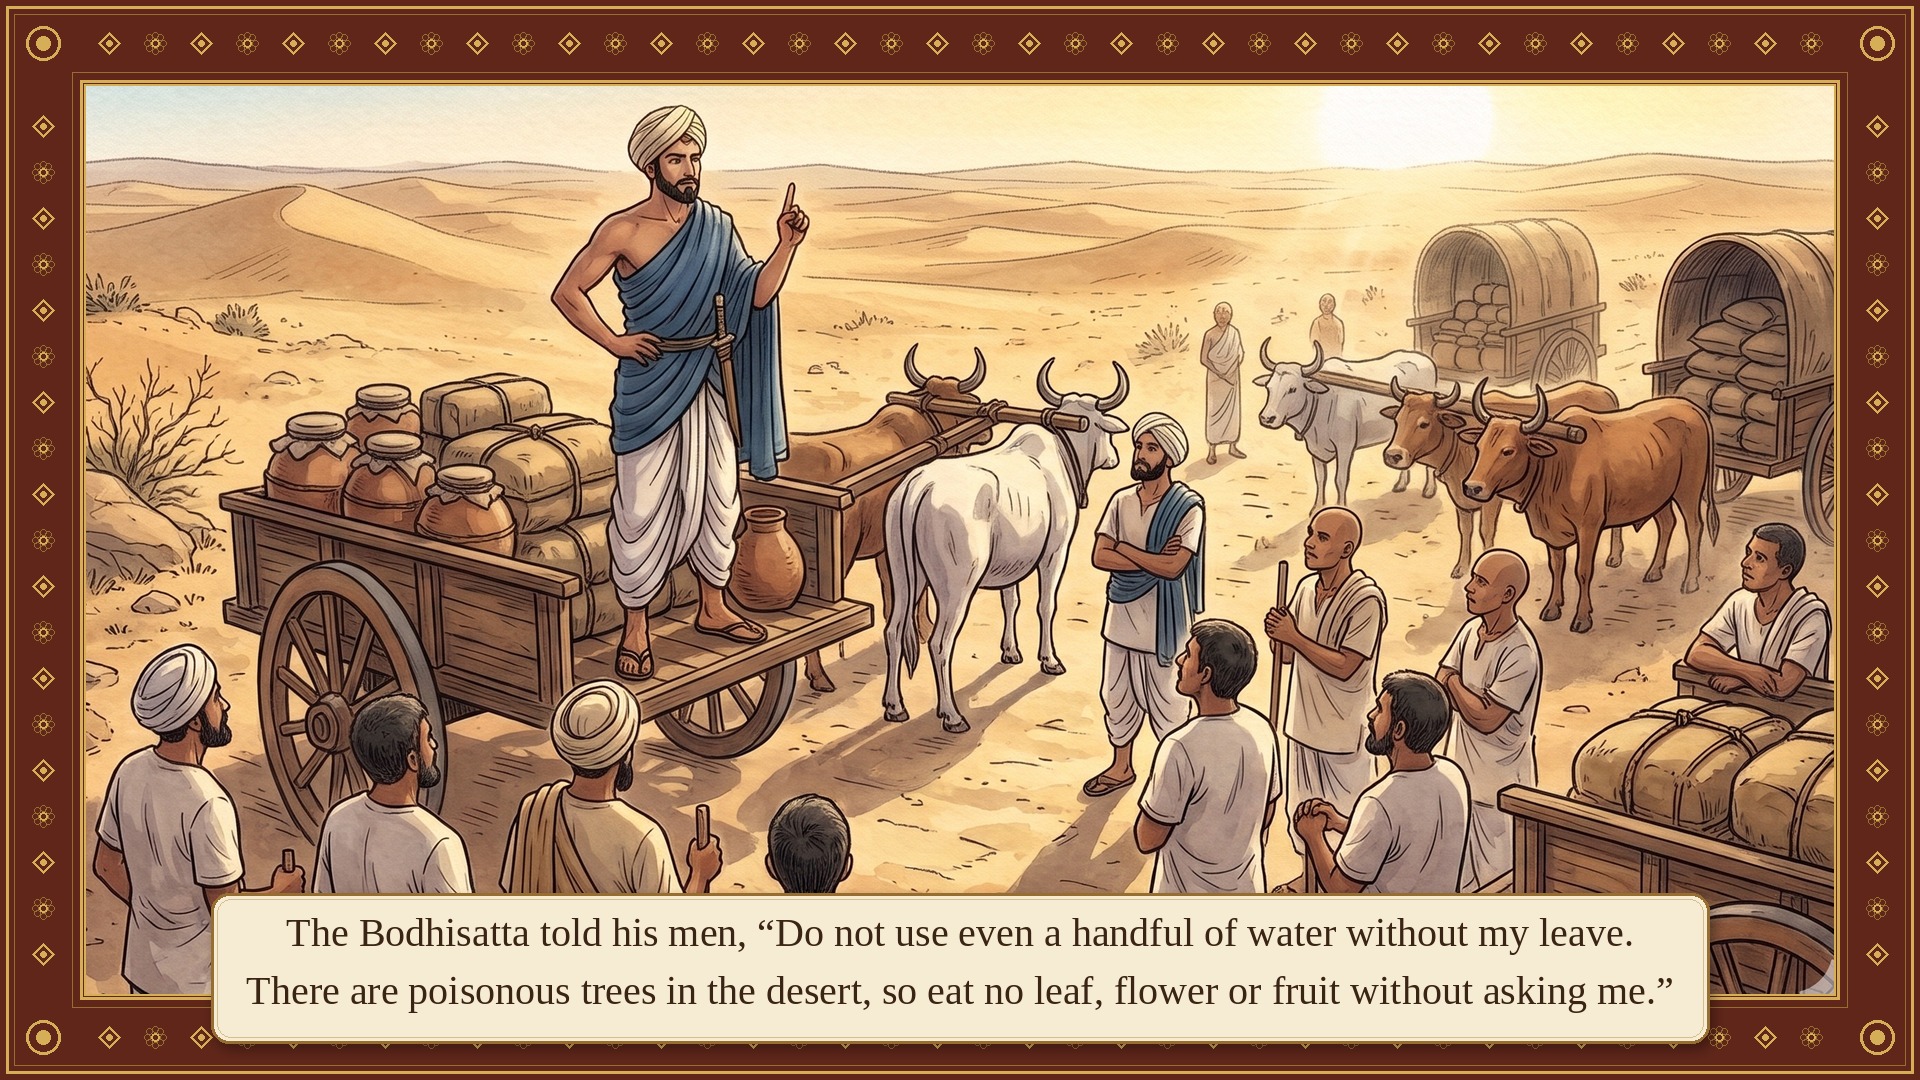 The Bodhisatta told his men, “Do not use even a handful of water without my leave.
There are poisonous trees in the desert, so eat no leaf, flower or fruit without asking me.”